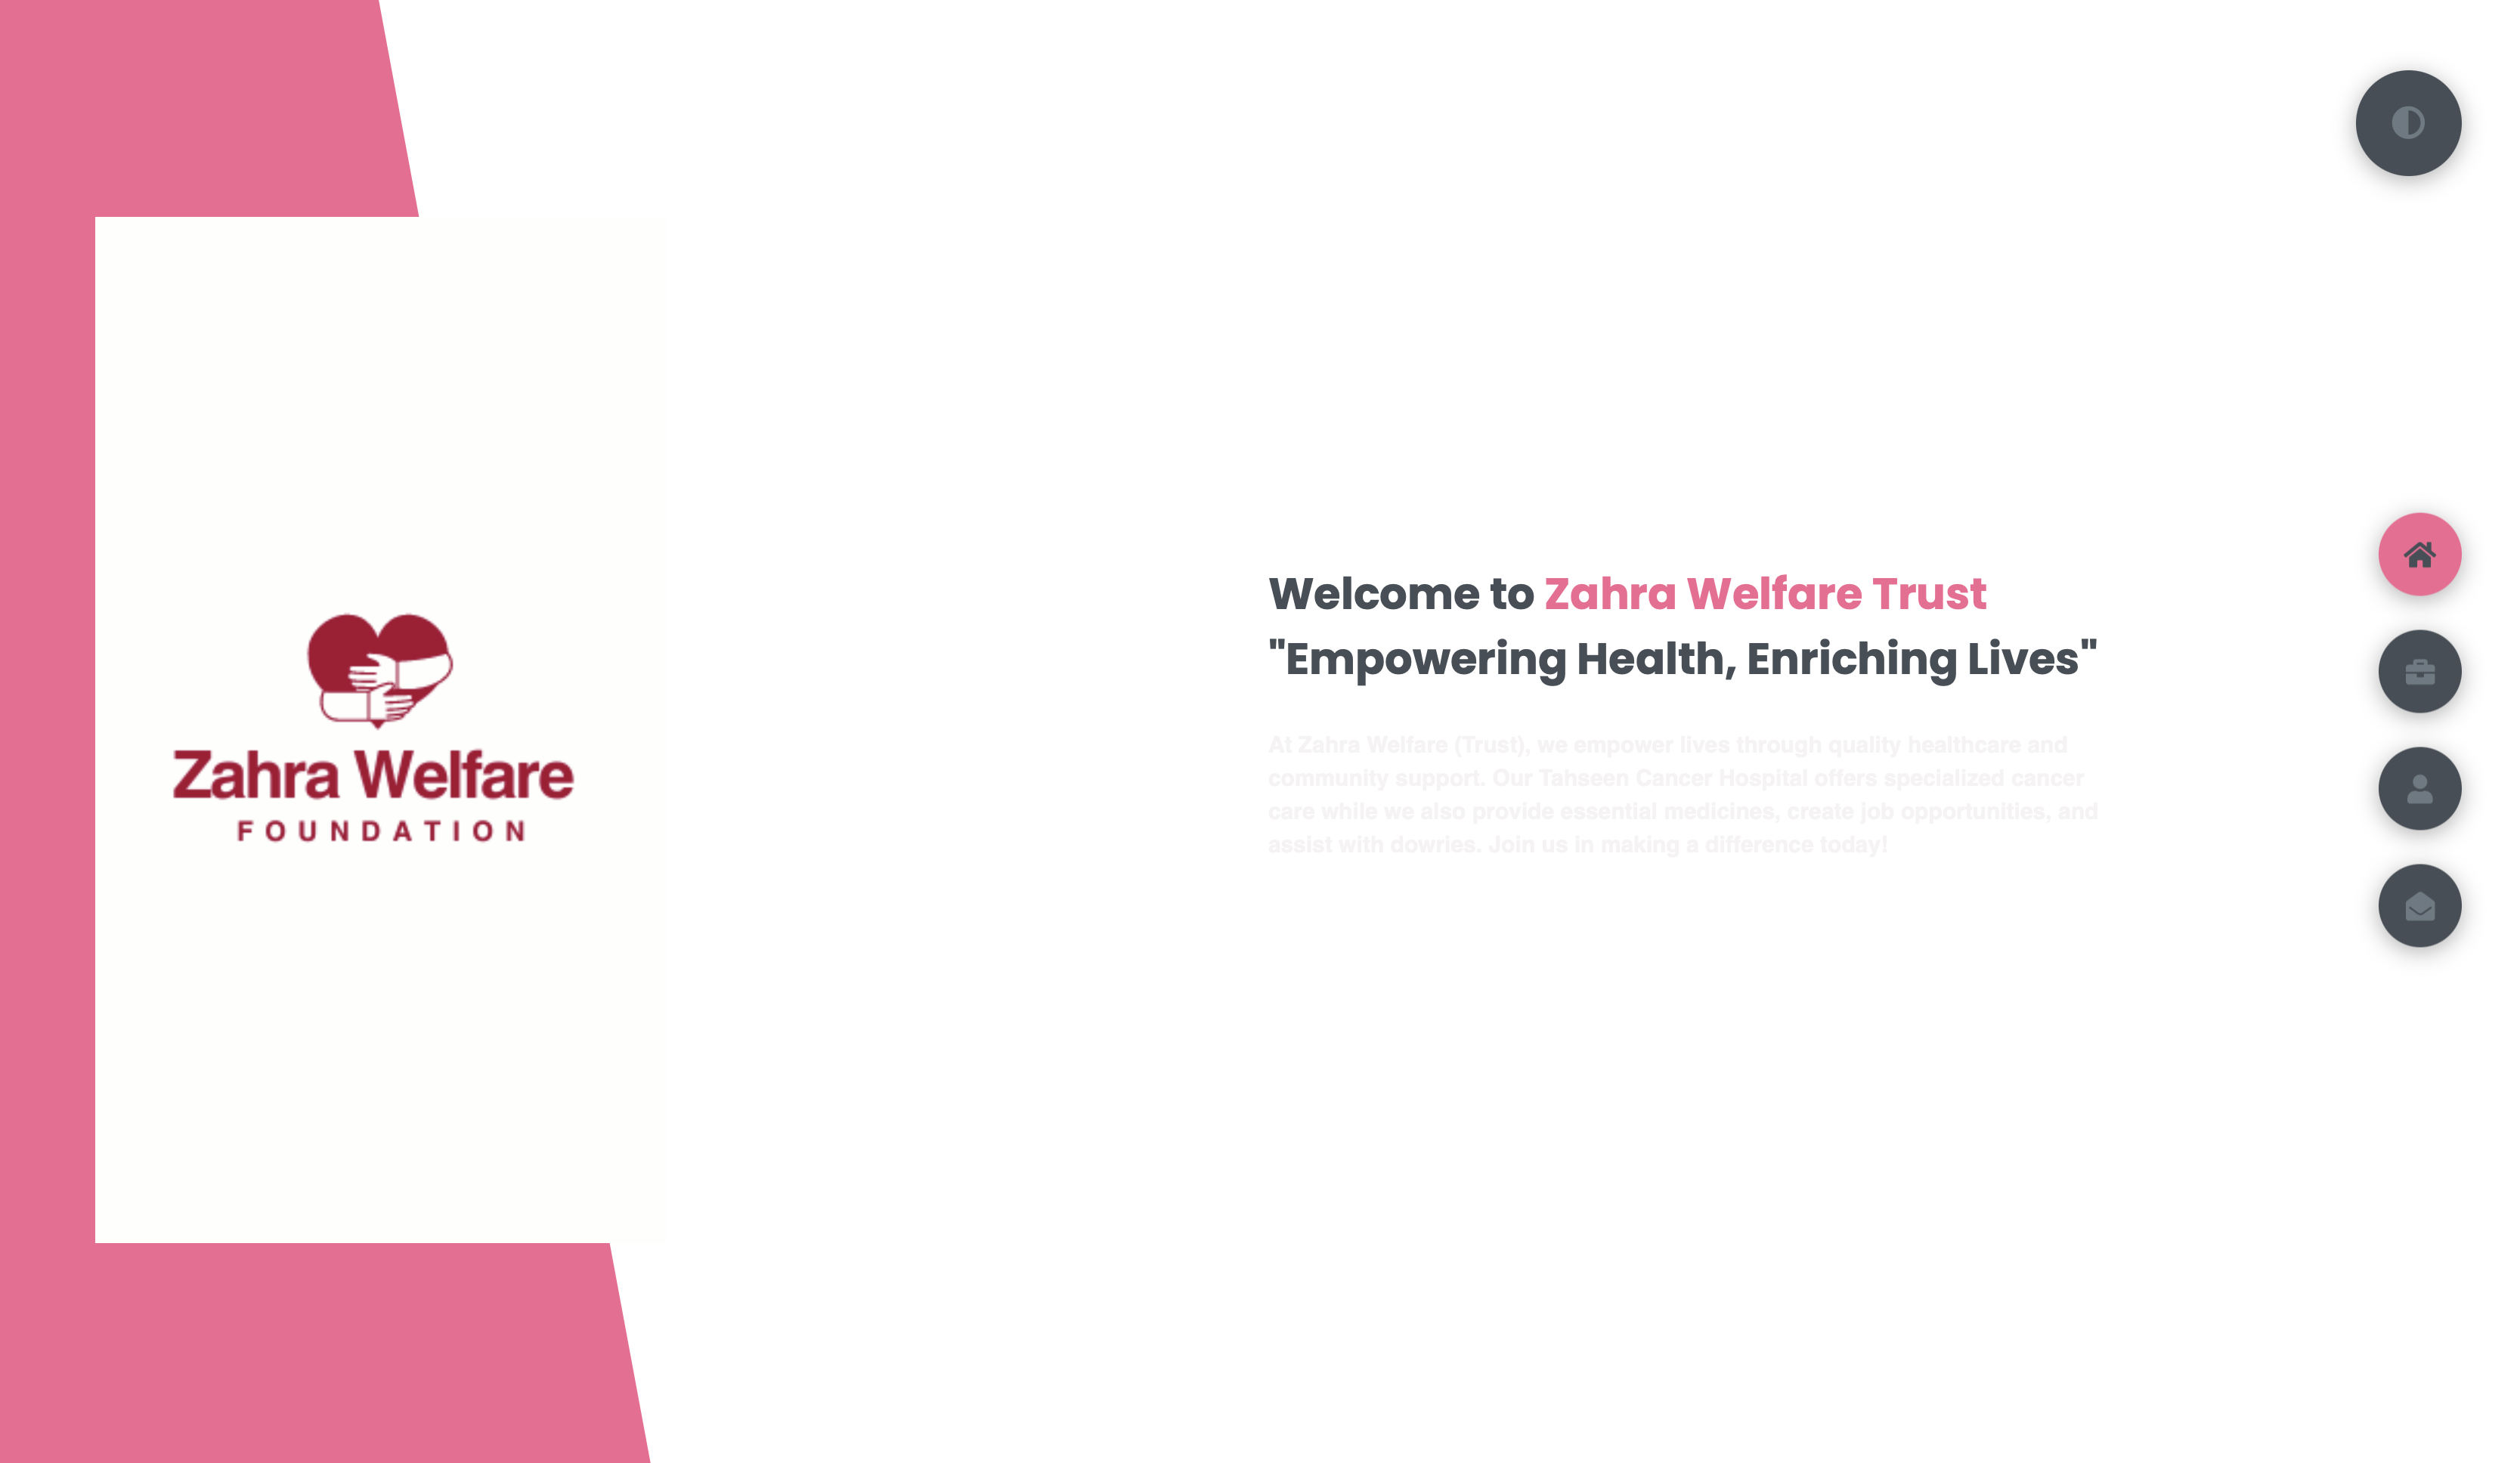 Zahra Welfare
FOUNDATION
Welcome to Zahra Welfare Trust
"Empowering Health, Enriching Lives"
At Zahra Welfare (Trust), we empower lives through quality healthcare and
community support. Our Tahseen Cancer Hospital offers specialized cancer
care while we also provide essential medicines, create job opportunities, and
assist with dowries. Join us in making a difference today!